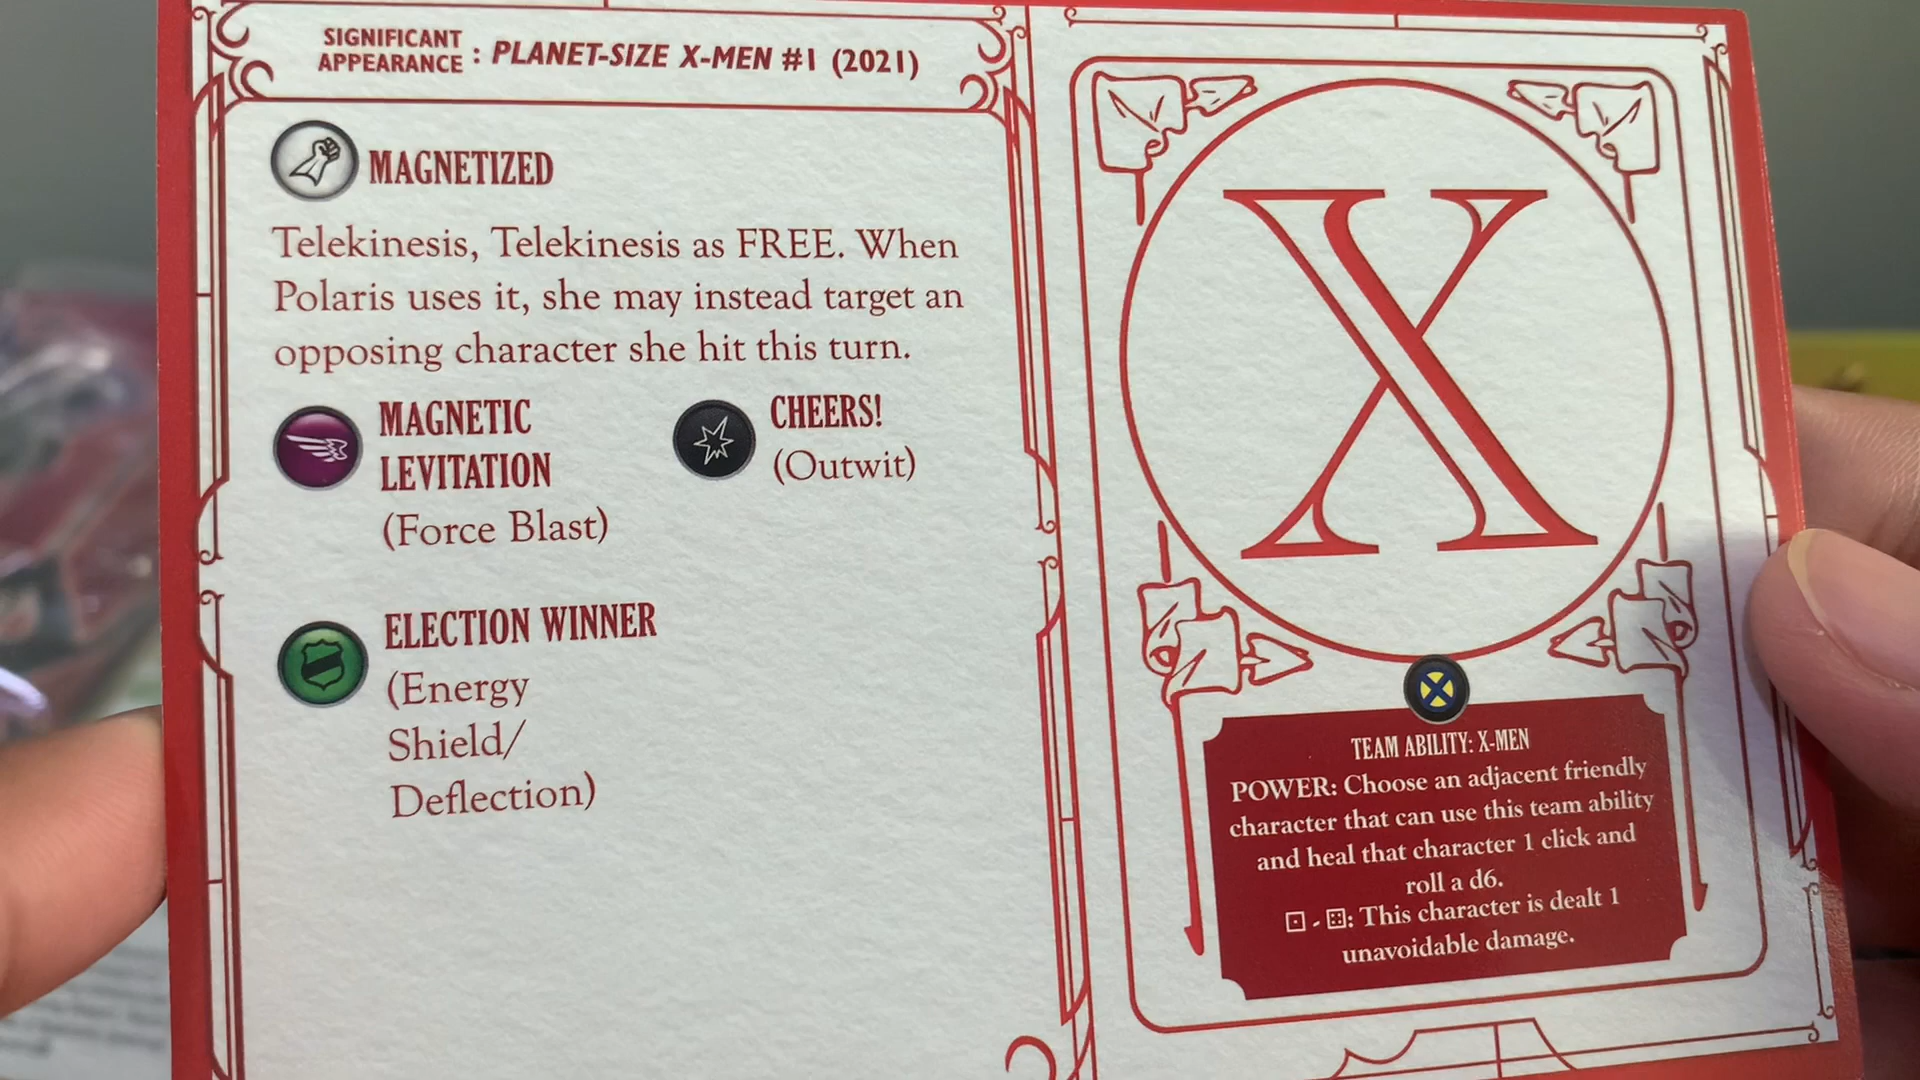 SIGNIFICANT
APPEARANCE : PLANET-SIZE X-MEN #1 (2021)
MAGNETIZED
Telekinesis, Telekinesis as FREE. When
Polaris uses it, she may instead target an
opposing character she hit this turn.
MAGNETIC
LEVITATION
(Force Blast)
CHEERS!
(Outwit)
ELECTION WINNER
(Energy
Shield/
Deflection)
X
TEAM ABILITY: X-MEN
POWER: Choose an adjacent friendly
character that can use this team ability
and heal that character 1 click and
roll a d6.
⚀ - ⚃: This character is dealt 1
unavoidable damage.